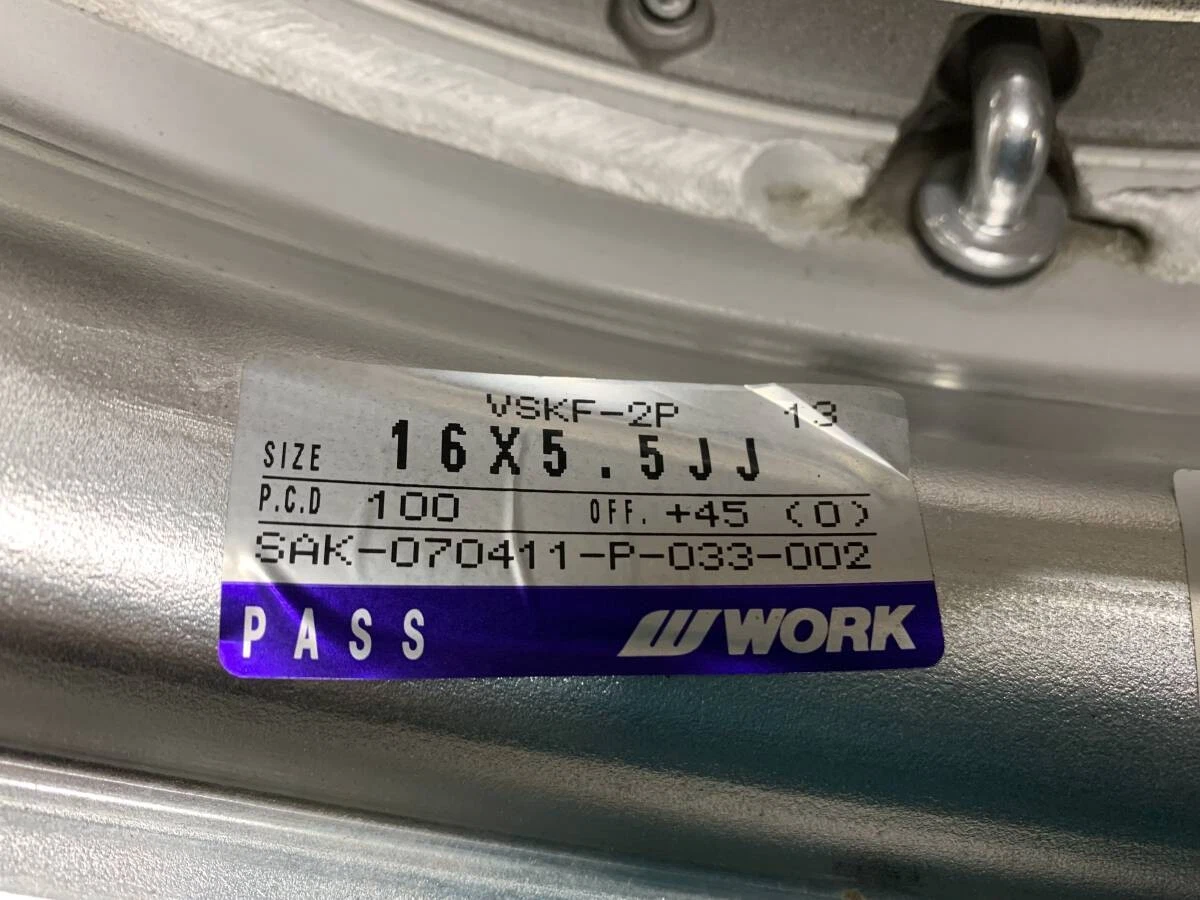 VSKF-2P 13
SIZE 16X5.5JJ
P.C.D 100 OFF. +45 (0)
SAK-070411-P-033-002
PASS WORK